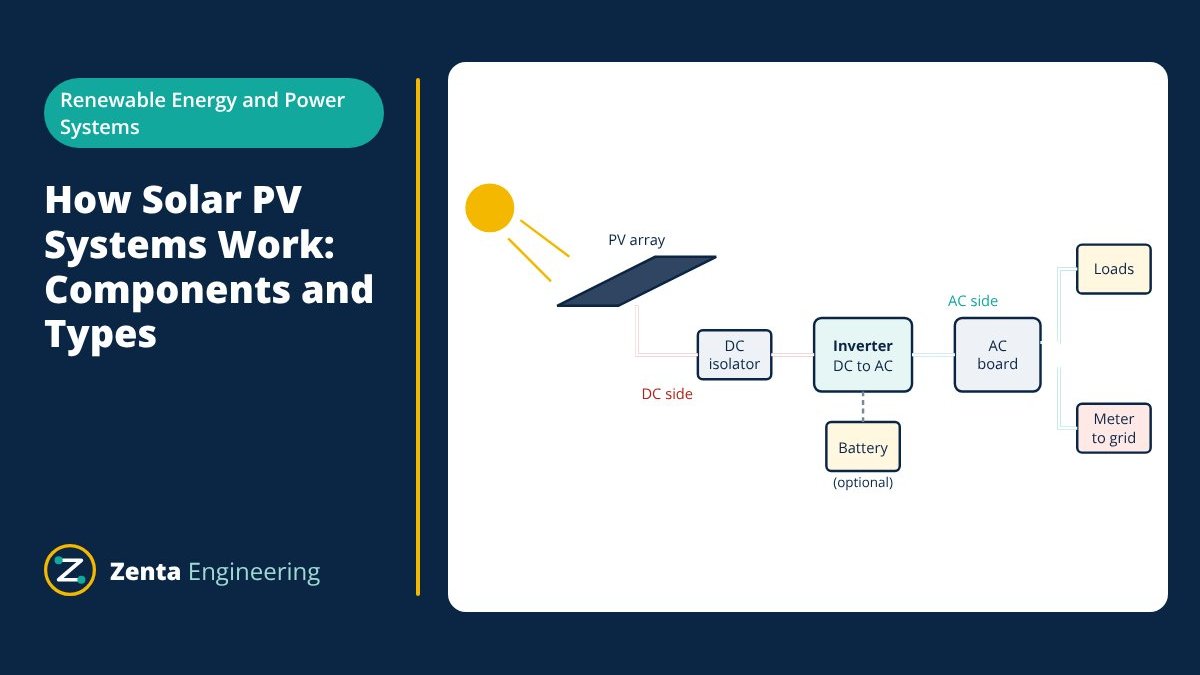 Renewable Energy and Power
Systems
How Solar PV
Systems Work:
Components and
Types
Zenta Engineering
PV array
DC
isolator
DC side
Inverter
DC to AC
Battery
(optional)
AC side
AC
board
Loads
Meter
to grid